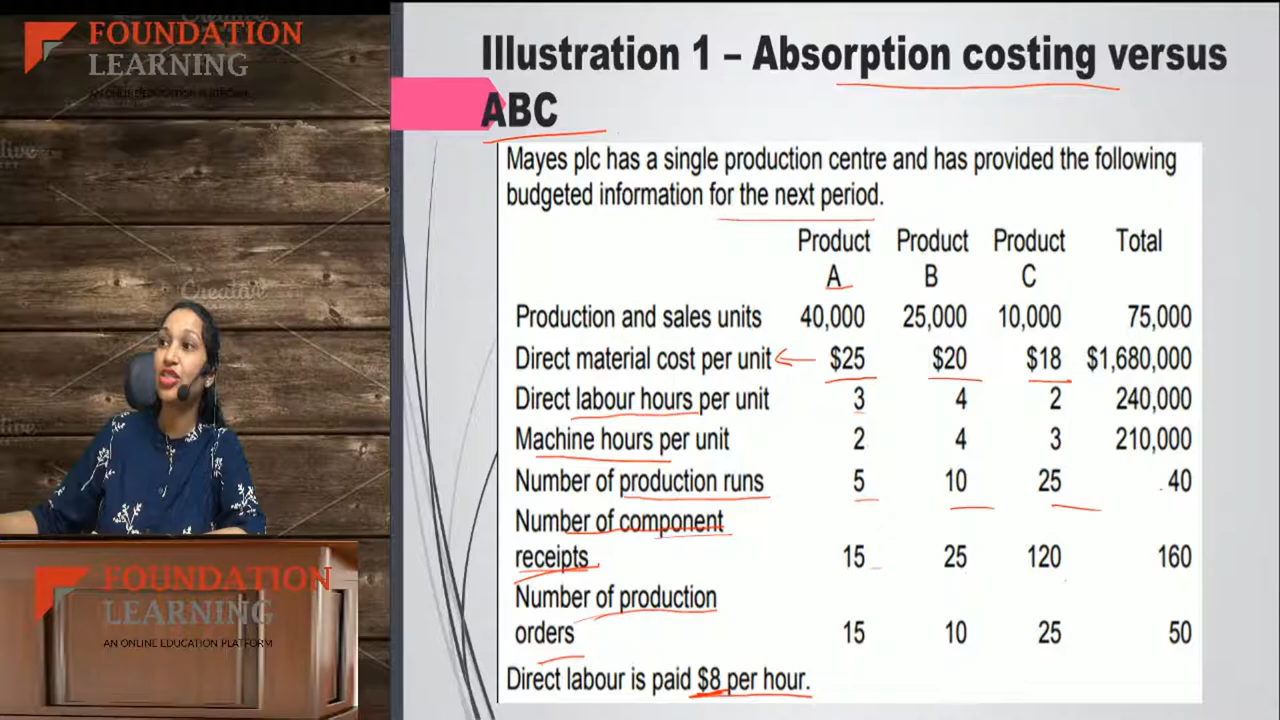 FOUNDATION
LEARNING
AN ONLINE EDUCATION PLATFORM
Creative
FOUNDATION
LEARNING
AN ONLINE EDUCATION PLATFORM
Illustration 1 – Absorption costing versus
ABC
Mayes plc has a single production centre and has provided the following
budgeted information for the next period.
Product Product Product Total
A B C
Production and sales units 40,000 25,000 10,000 75,000
Direct material cost per unit $25 $20 $18 $1,680,000
Direct labour hours per unit 3 4 2 240,000
Machine hours per unit 2 4 3 210,000
Number of production runs 5 10 25 40
Number of component
receipts 15 25 120 160
Number of production
orders 15 10 25 50
Direct labour is paid $8 per hour.